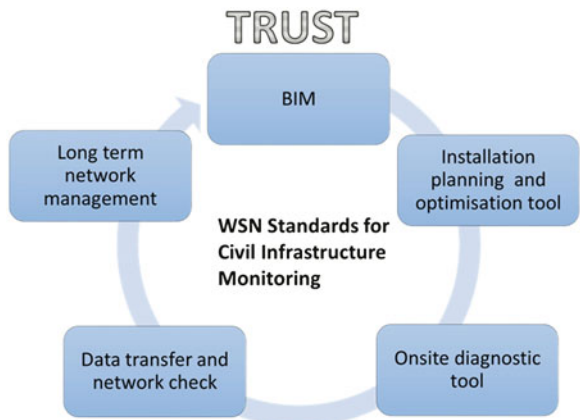 TRUST
BIM
Installation
planning and
optimisation tool
Onsite diagnostic
tool
Data transfer and
network check
Long term
network
management
WSN Standards for
Civil Infrastructure
Monitoring